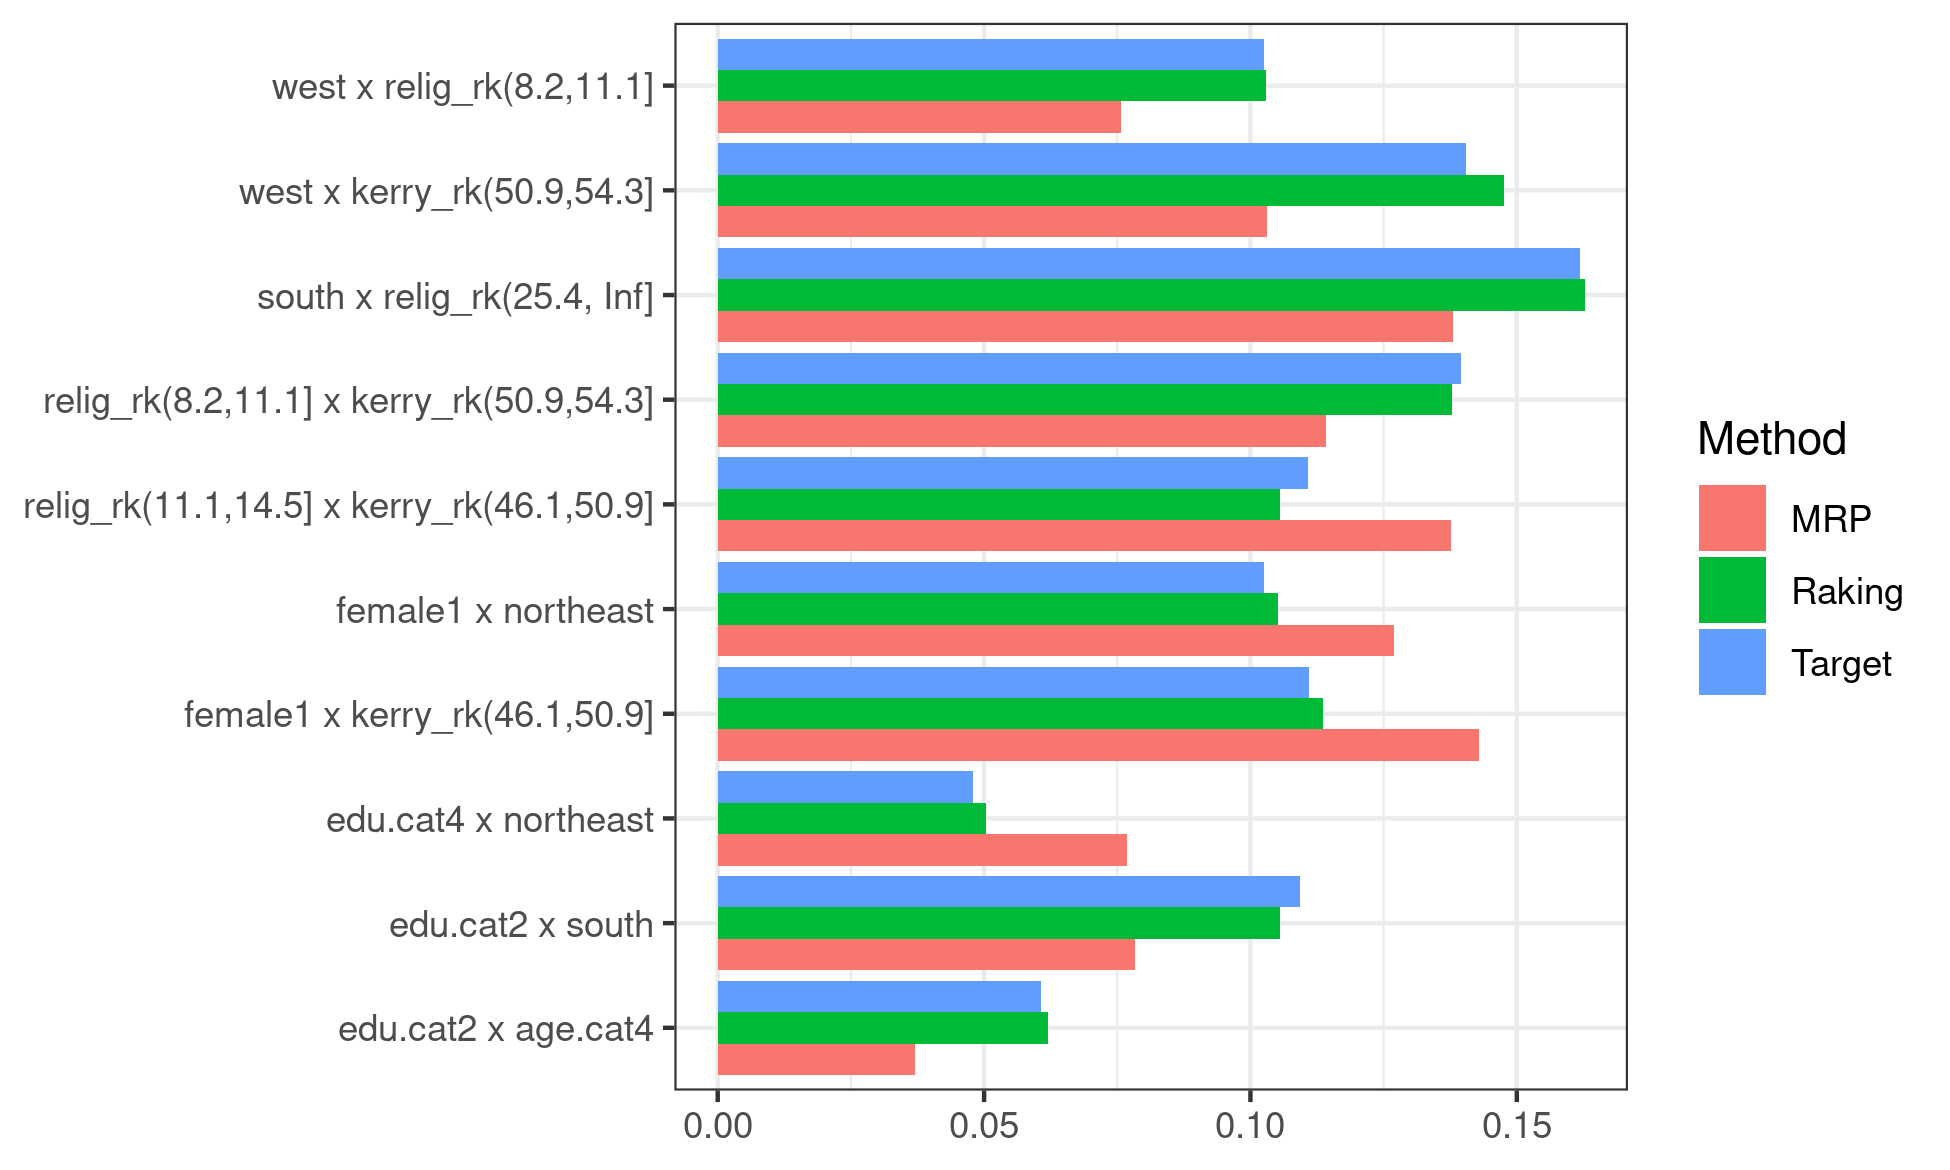 west x relig_rk(8.2,11.1]
west x kerry_rk(50.9,54.3]
south x relig_rk(25.4, Inf]
relig_rk(8.2,11.1] x kerry_rk(50.9,54.3]
relig_rk(11.1,14.5] x kerry_rk(46.1,50.9]
female1 x northeast
female1 x kerry_rk(46.1,50.9]
edu.cat4 x northeast
edu.cat2 x south
edu.cat2 x age.cat4
0.00 0.05 0.10 0.15
Method
MRP
Raking
Target